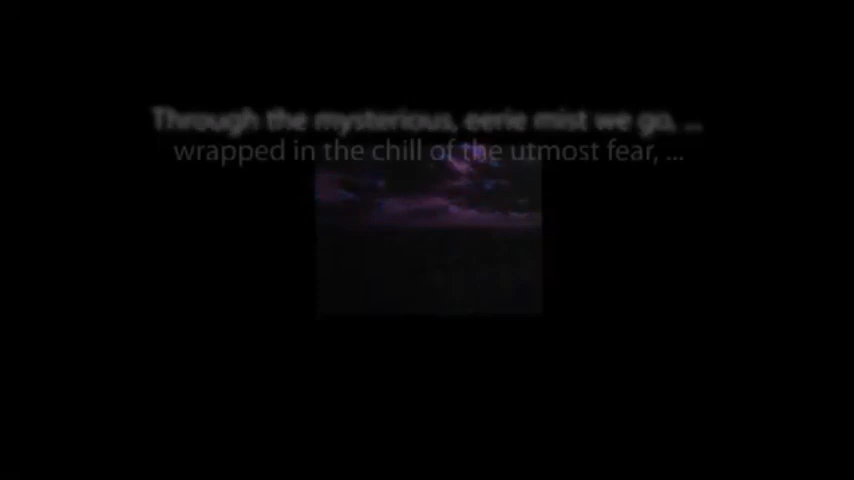 Through the mysterious, eerie mist we go, ...
wrapped in the chill of the utmost fear, ...